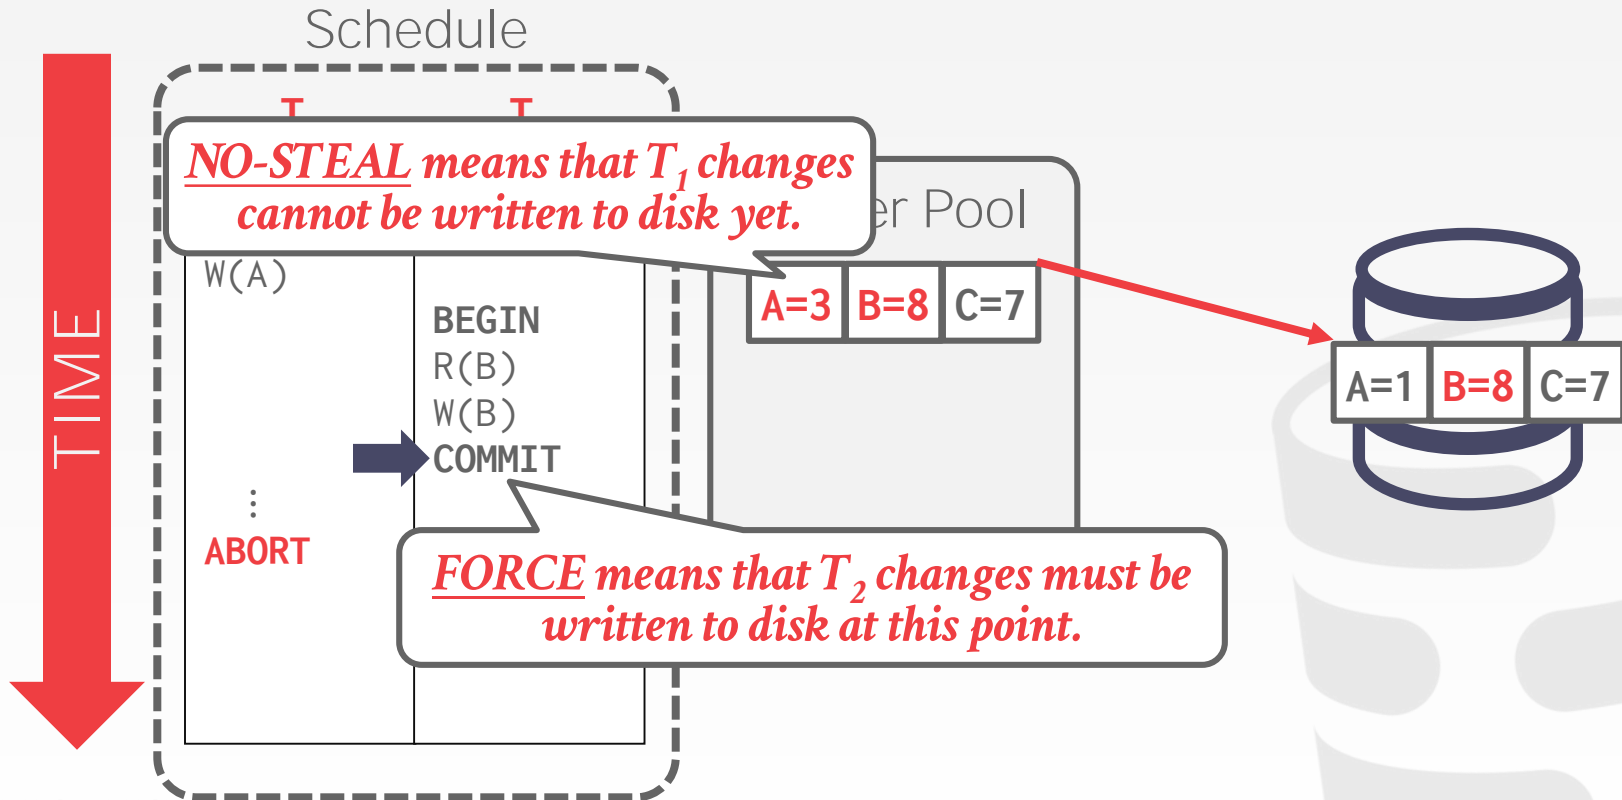 Schedule
T T
NO-STEAL means that T1 changes
cannot be written to disk yet.
er Pool
W(A)
A=3 B=8 C=7
BEGIN
R(B)
TIME
A=1 B=8 C=7
W(B)
COMMIT
⋮
ABORT
FORCE means that T2 changes must be
written to disk at this point.